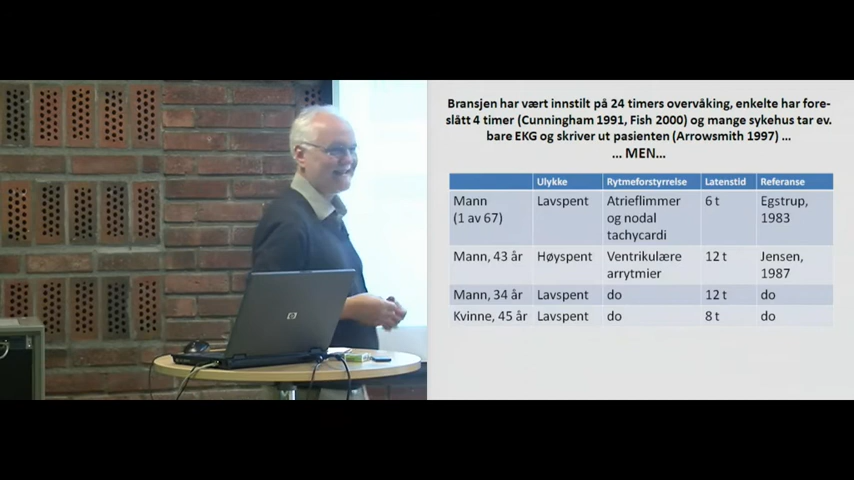 Bransjen har vært innstilt på 24 timers overvåking, enkelte har fore-
slått 4 timer (Cunningham 1991, Fish 2000) og mange sykehus tar ev.
bare EKG og skriver ut pasienten (Arrowsmith 1997) ...
... MEN...
Ulykke Rytmeforstyrrelse Latenstid Referanse
Mann (1 av 67) Lavspent Atrieflimmer og nodal tachycardi 6 t Egstrup, 1983
Mann, 43 år Høyspent Ventrikulære arrytmier 12 t Jensen, 1987
Mann, 34 år Lavspent do 12 t do
Kvinne, 45 år Lavspent do 8 t do
hp